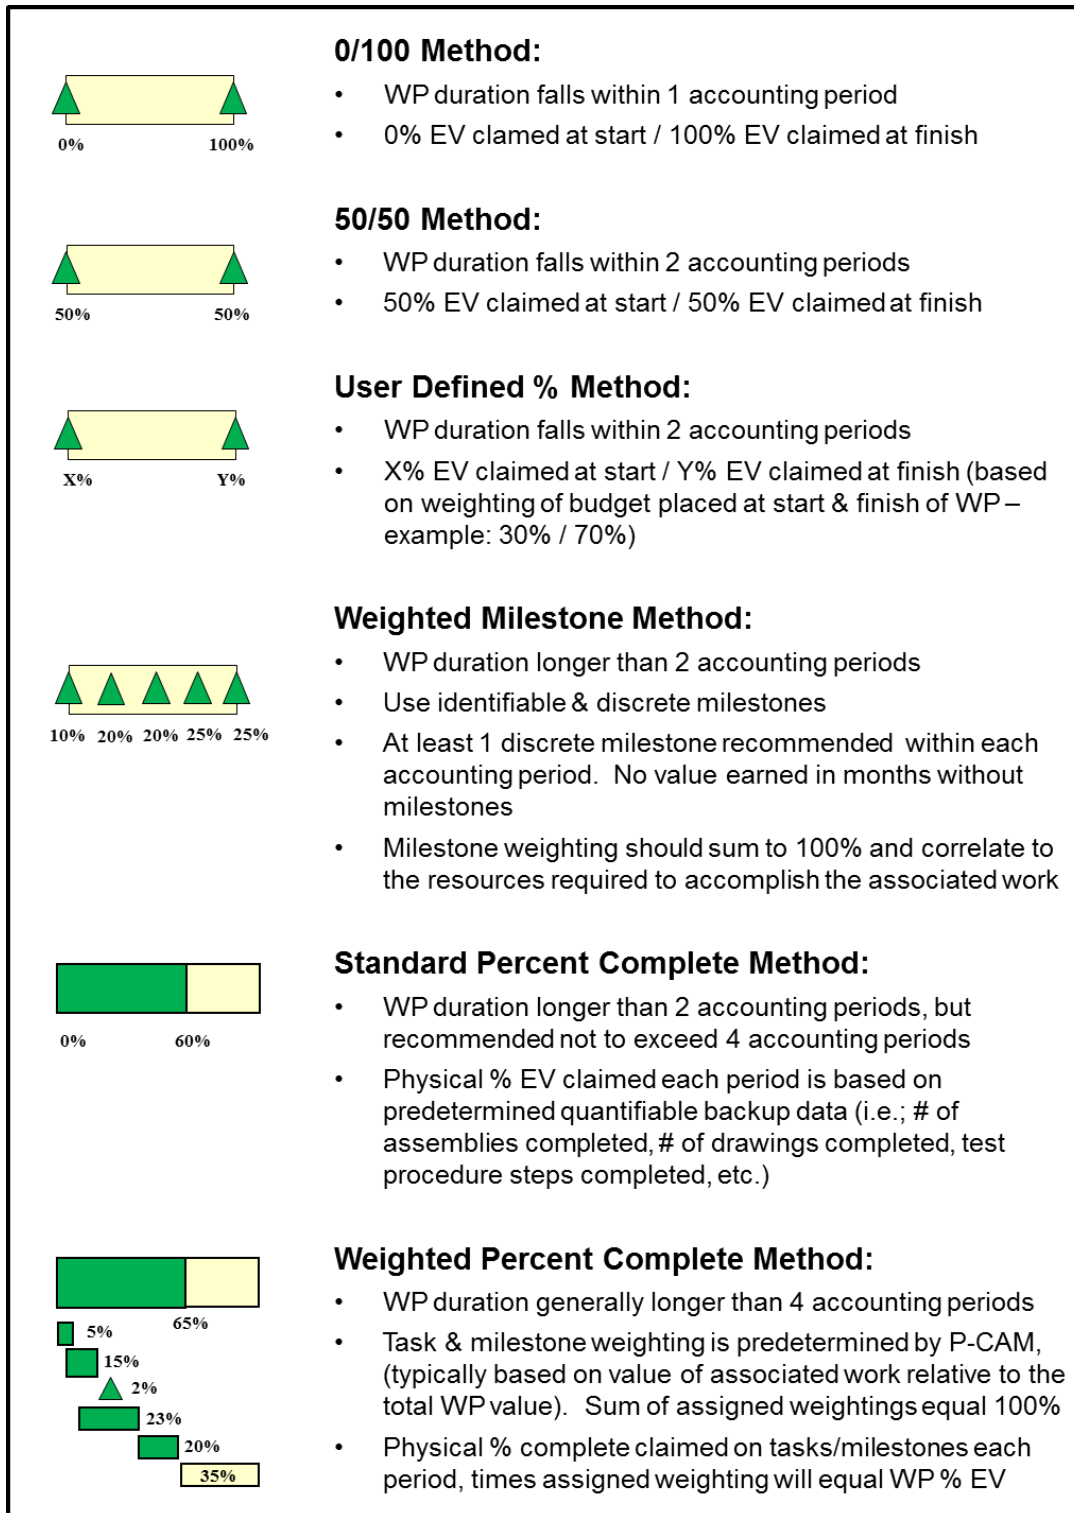 0/100 Method:
• WP duration falls within 1 accounting period
• 0% EV clamed at start / 100% EV claimed at finish
0% 100%
50/50 Method:
• WP duration falls within 2 accounting periods
• 50% EV claimed at start / 50% EV claimed at finish
50% 50%
User Defined % Method:
• WP duration falls within 2 accounting periods
• X% EV claimed at start / Y% EV claimed at finish (based
on weighting of budget placed at start & finish of WP –
example: 30% / 70%)
X% Y%
Weighted Milestone Method:
• WP duration longer than 2 accounting periods
• Use identifiable & discrete milestones
• At least 1 discrete milestone recommended within each
accounting period. No value earned in months without
milestones
• Milestone weighting should sum to 100% and correlate to
the resources required to accomplish the associated work
10% 20% 20% 25% 25%
Standard Percent Complete Method:
• WP duration longer than 2 accounting periods, but
recommended not to exceed 4 accounting periods
• Physical % EV claimed each period is based on
predetermined quantifiable backup data (i.e.; # of
assemblies completed, # of drawings completed, test
procedure steps completed, etc.)
0% 60%
Weighted Percent Complete Method:
• WP duration generally longer than 4 accounting periods
• Task & milestone weighting is predetermined by P-CAM,
(typically based on value of associated work relative to the
total WP value). Sum of assigned weightings equal 100%
• Physical % complete claimed on tasks/milestones each
period, times assigned weighting will equal WP % EV
65%
5%
15%
2%
23%
20%
35%